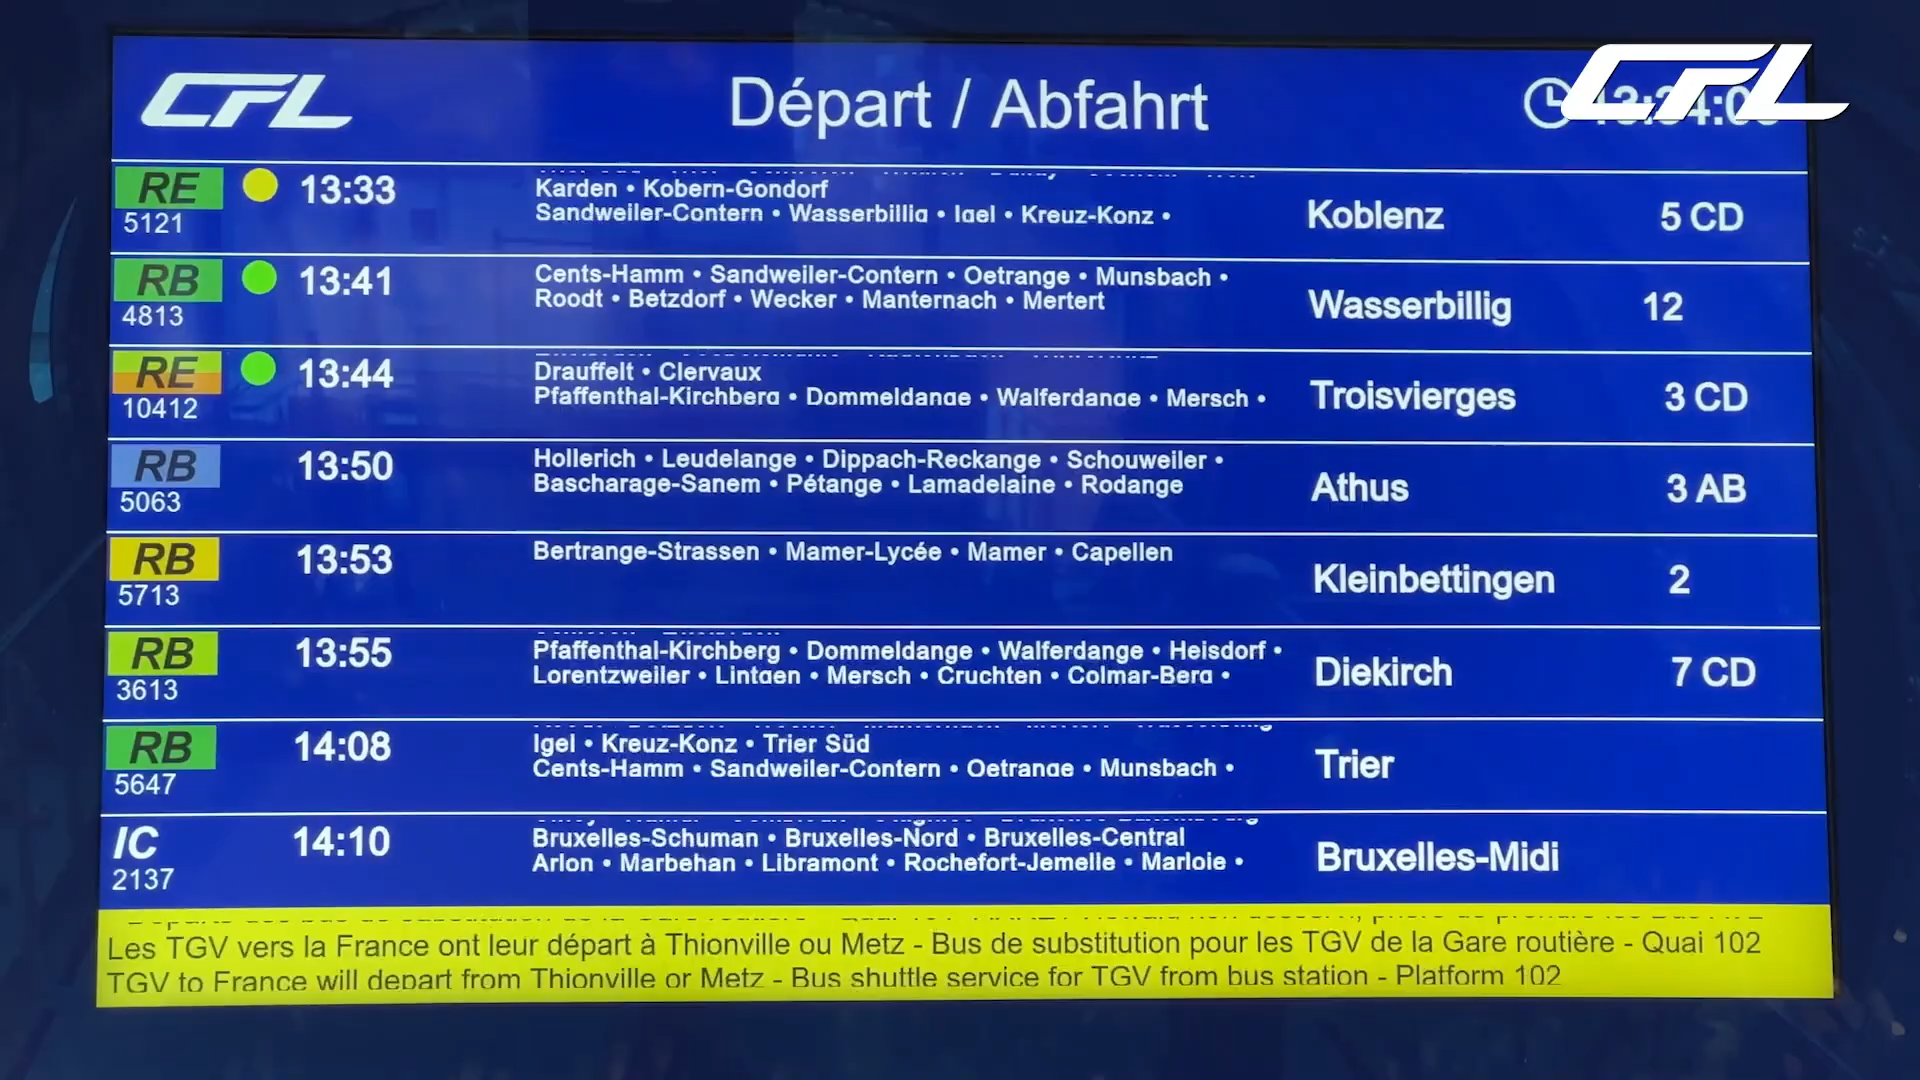 CFL
Départ / Abfahrt
CFL
RE 13:33 Karden • Kobern-Gondorf
5121 Sandweiler-Contern • Wasserbillig • Igel • Kreuz-Konz • Koblenz 5 CD
RB 13:41 Cents-Hamm • Sandweiler-Contern • Oetrange • Munsbach •
4813 Roodt • Betzdorf • Wecker • Manternach • Mertert Wasserbillig 12
RE 13:44 Drauffelt • Clervaux
10412 Pfaffenthal-Kirchberg • Dommeldange • Walferdange • Mersch • Troisvierges 3 CD
RB 13:50 Hollerich • Leudelange • Dippach-Reckange • Schouweiler •
5063 Bascharage-Sanem • Pétange • Lamadelaine • Rodange Athus 3 AB
RB 13:53 Bertrange-Strassen • Mamer-Lycée • Mamer • Capellen
5713 Kleinbettingen 2
RB 13:55 Pfaffenthal-Kirchberg • Dommeldange • Walferdange • Heisdorf •
3613 Lorentzweiler • Lintgen • Mersch • Cruchten • Colmar-Berg • Diekirch 7 CD
RB 14:08 Igel • Kreuz-Konz • Trier Süd
5647 Cents-Hamm • Sandweiler-Contern • Oetrange • Munsbach • Trier
IC 14:10 Bruxelles-Schuman • Bruxelles-Nord • Bruxelles-Central
2137 Arlon • Marbehan • Libramont • Rochefort-Jemelle • Marloie • Bruxelles-Midi
Les TGV vers la France ont leur départ à Thionville ou Metz - Bus de substitution pour les TGV de la Gare routière - Quai 102
TGV to France will depart from Thionville or Metz - Bus shuttle service for TGV from bus station - Platform 102